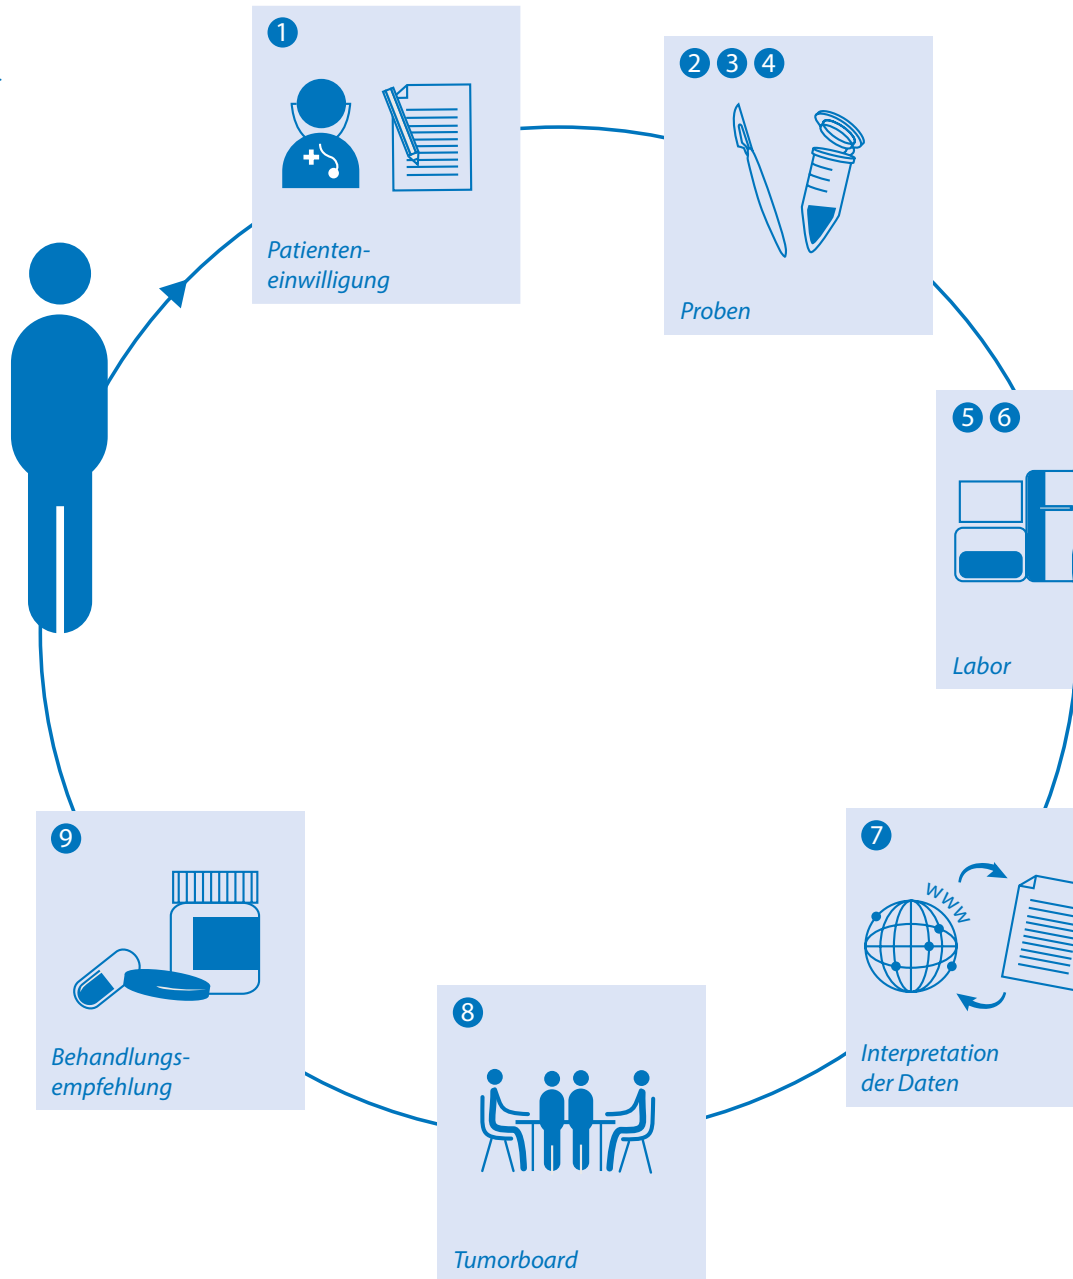 1
Patienten-
einwilligung
2 3 4
Proben
5 6
Labor
7
www
Interpretation
der Daten
8
Tumorboard
9
Behandlungs-
empfehlung